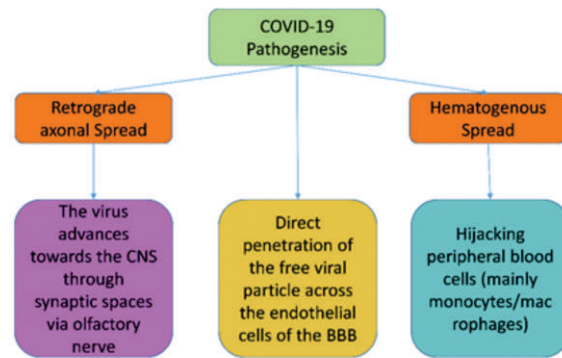 COVID-19
Pathogenesis
Retrograde
axonal Spread
Hematogenous
Spread
The virus
advances
towards the CNS
through
synaptic spaces
via olfactory
nerve
Direct
penetration of
the free viral
particle across
the endothelial
cells of the BBB
Hijacking
peripheral blood
cells (mainly
monocytes/mac
rophages)